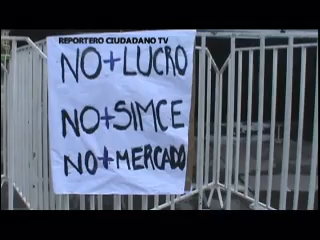 REPORTERO CIUDADANO TV
NO+LUCRO
NO+SIMCE
NO+MERCADO